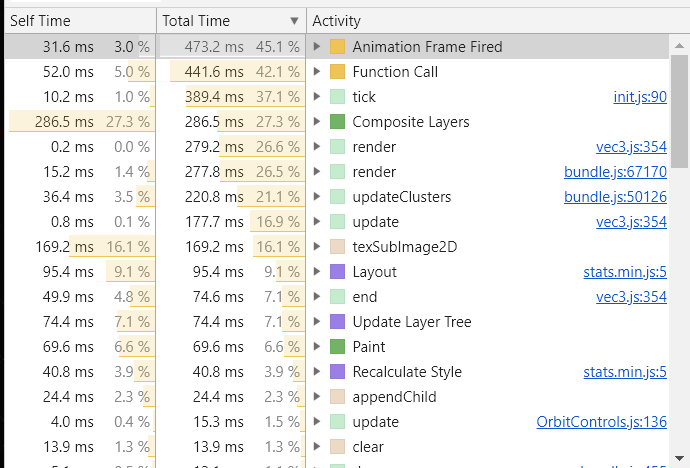 Self Time Total Time ▼ Activity
31.6 ms 3.0 % 473.2 ms 45.1 % Animation Frame Fired
52.0 ms 5.0 % 441.6 ms 42.1 % Function Call
10.2 ms 1.0 % 389.4 ms 37.1 % tick init.js:90
286.5 ms 27.3 % 286.5 ms 27.3 % Composite Layers
0.2 ms 0.0 % 279.2 ms 26.6 % render vec3.js:354
15.2 ms 1.4 % 277.8 ms 26.5 % render bundle.js:67170
36.4 ms 3.5 % 220.8 ms 21.1 % updateClusters bundle.js:50126
0.8 ms 0.1 % 177.7 ms 16.9 % update vec3.js:354
169.2 ms 16.1 % 169.2 ms 16.1 % texSubImage2D
95.4 ms 9.1 % 95.4 ms 9.1 % Layout stats.min.js:5
49.9 ms 4.8 % 74.6 ms 7.1 % end vec3.js:354
74.4 ms 7.1 % 74.4 ms 7.1 % Update Layer Tree
69.6 ms 6.6 % 69.6 ms 6.6 % Paint
40.8 ms 3.9 % 40.8 ms 3.9 % Recalculate Style stats.min.js:5
24.4 ms 2.3 % 24.4 ms 2.3 % appendChild
4.0 ms 0.4 % 15.3 ms 1.5 % update OrbitControls.js:136
13.9 ms 1.3 % 13.9 ms 1.3 % clear